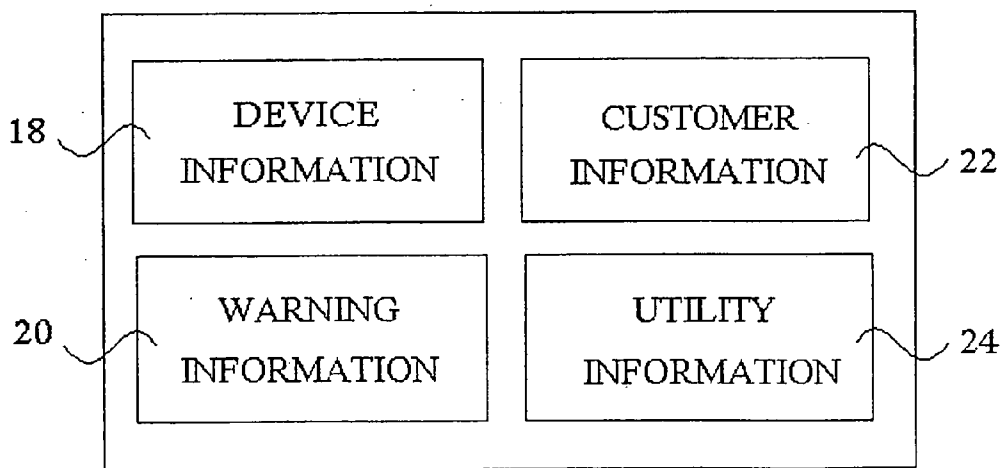 18
DEVICE
INFORMATION
CUSTOMER
INFORMATION
22
20
WARNING
INFORMATION
UTILITY
INFORMATION
24